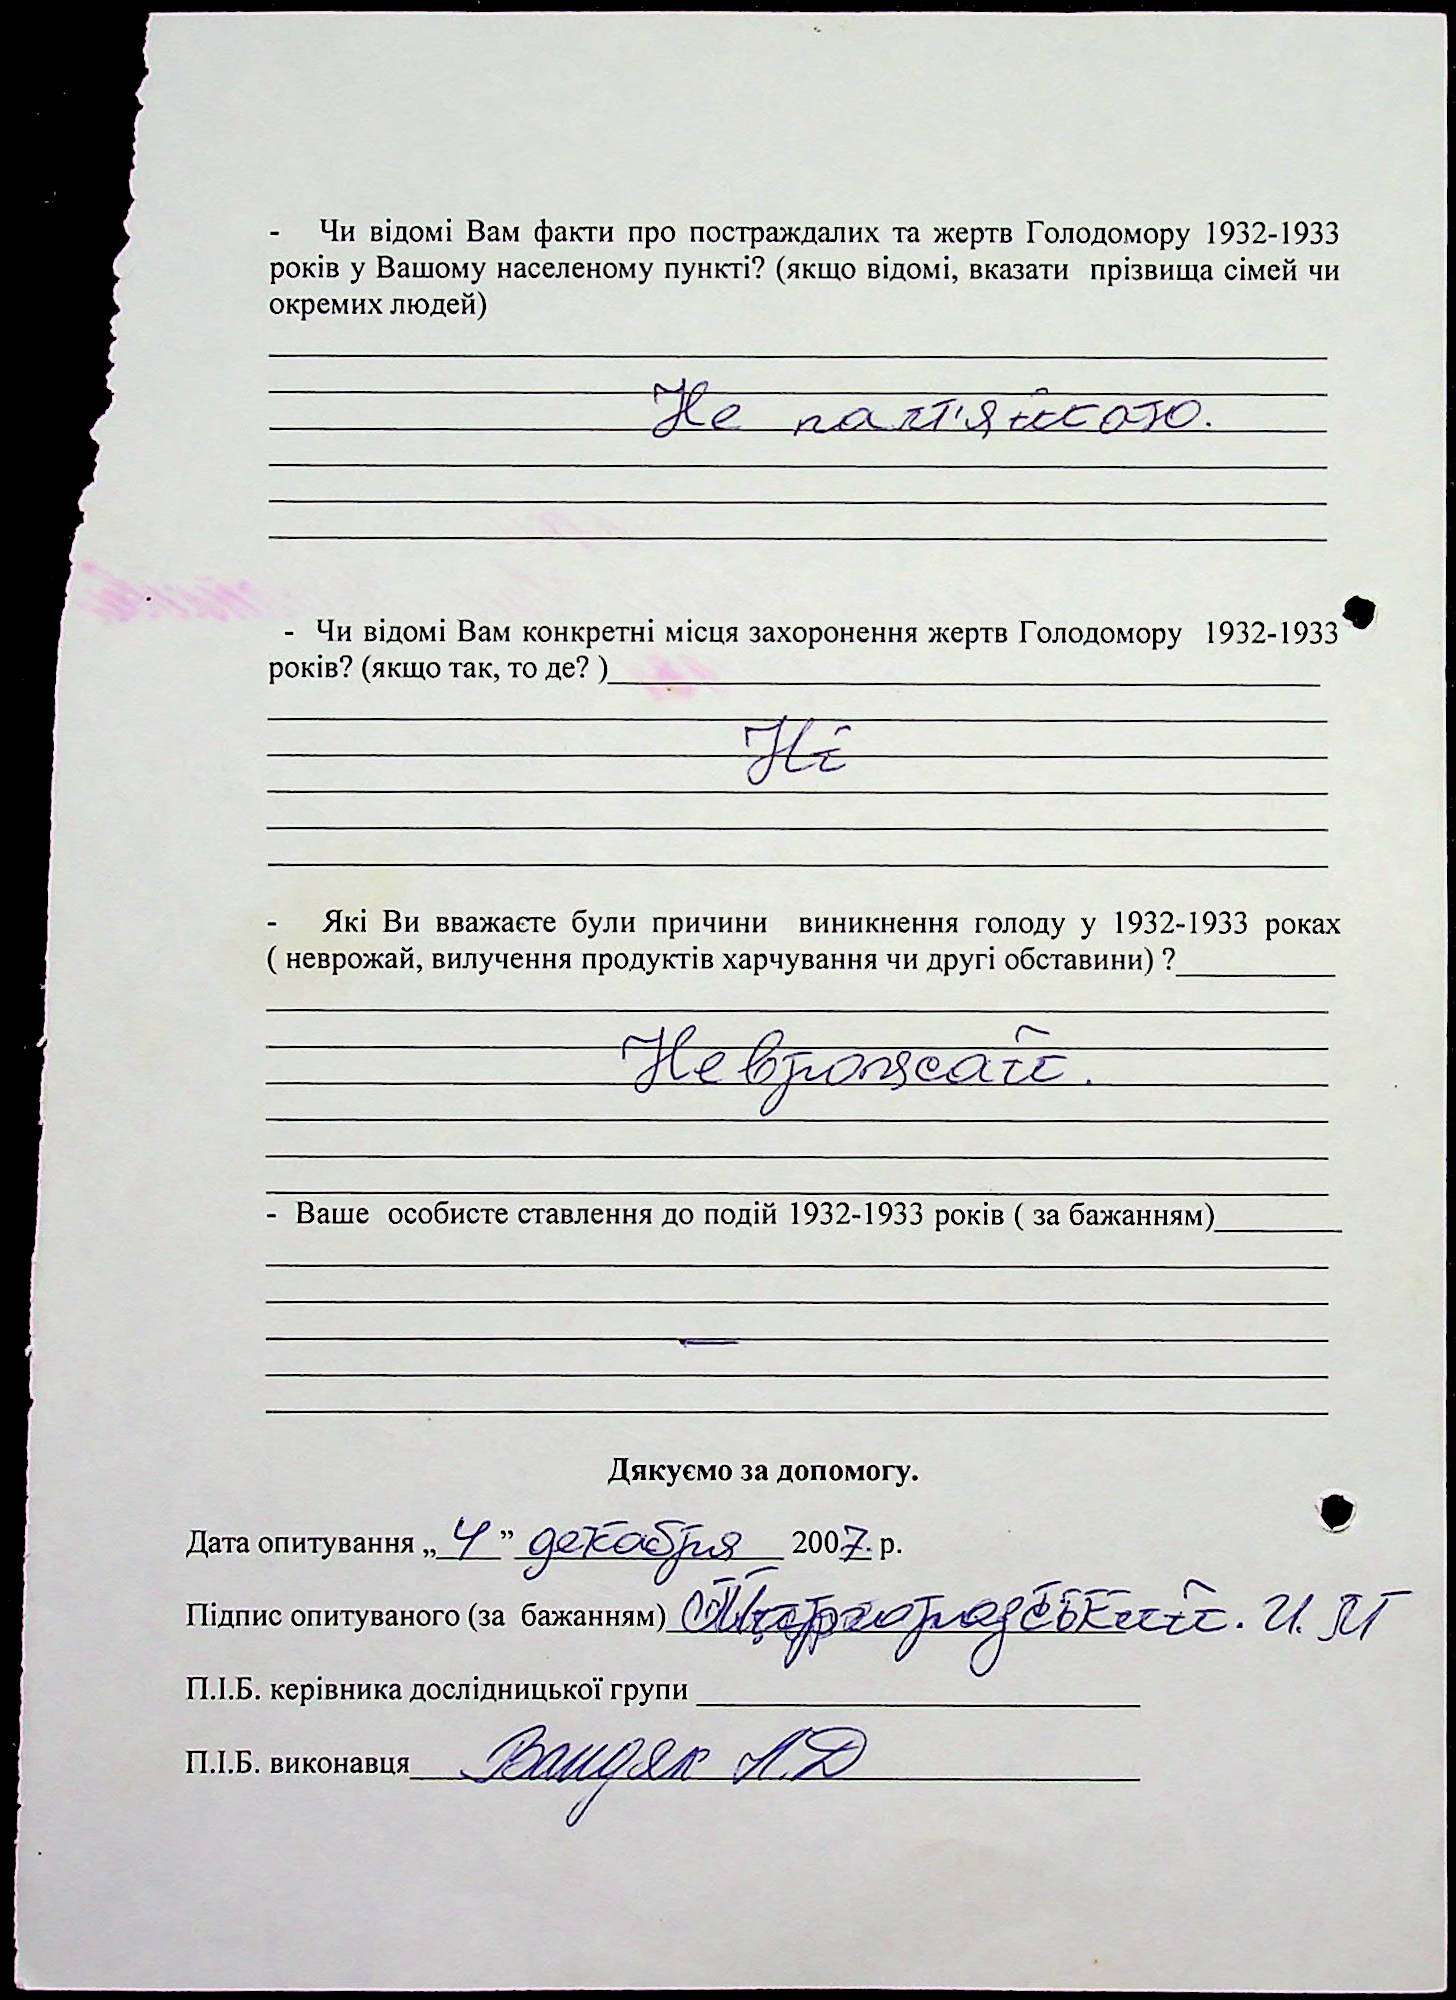 - Чи відомі Вам факти про постраждалих та жертв Голодомору 1932-1933
років у Вашому населеному пункті? (якщо відомі, вказати прізвища сімей чи
окремих людей)
Не
- Чи відомі Вам конкретні місця захоронення жертв Голодомору 1932-1933
років? (якщо так, то де? )
Ні
- Які Ви вважаєте були причини виникнення голоду у 1932-1933 роках
( неврожай, вилучення продуктів харчування чи другі обставини) ?
Неврожай.
- Ваше особисте ставлення до подій 1932-1933 років ( за бажанням)
—
Дякуємо за допомогу.
Дата опитування „4” декабря 2007. р.
Підпис опитуваного (за бажанням) И. М
П.І.Б. керівника дослідницької групи
П.І.Б. виконавця Вандяк Л.Д